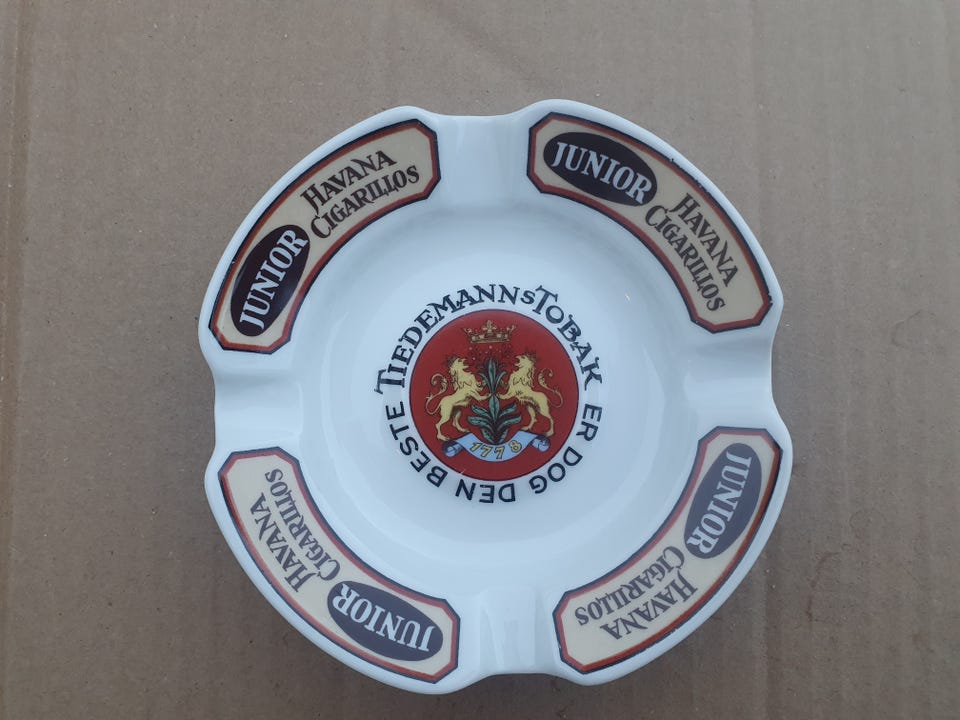 JUNIOR
HAVANA
CIGARILLOS
JUNIOR
HAVANA
CIGARILLOS
TIEDEMANNS TOBAK ER DOG DEN BESTE
1778
HAVANA
CIGARILLOS
JUNIOR
JUNIOR
HAVANA
CIGARILLOS